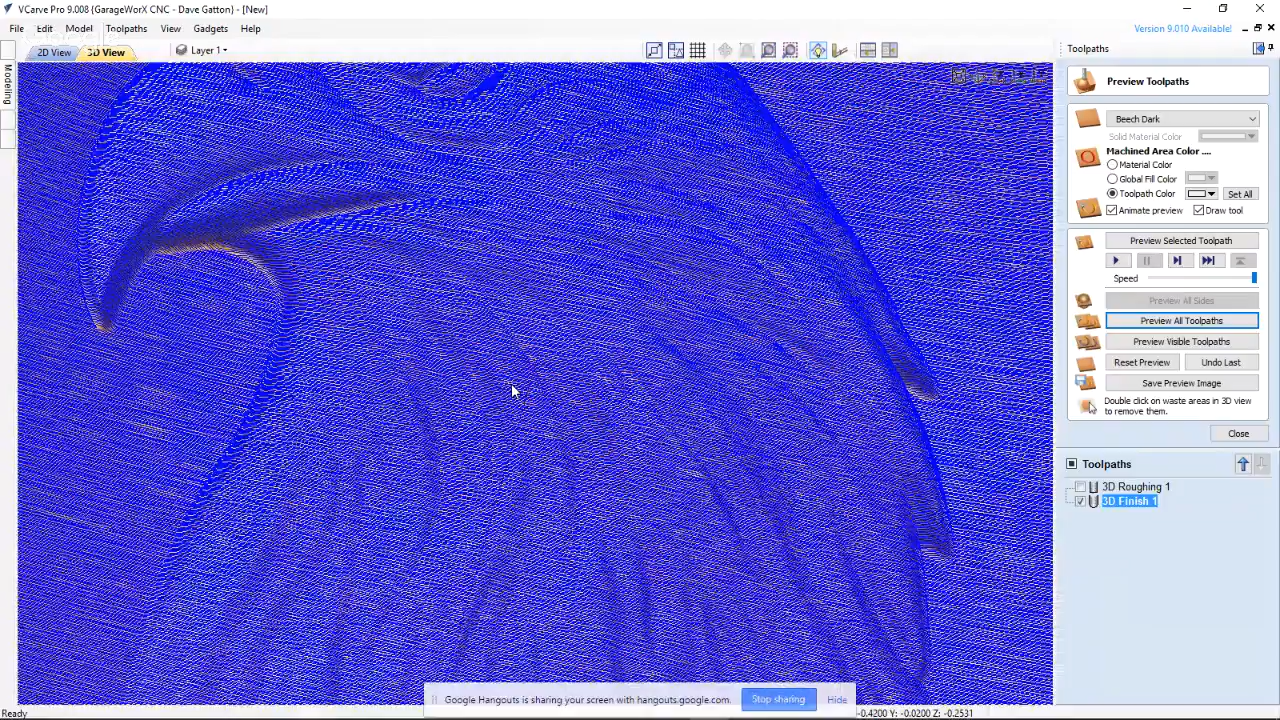 VCarve Pro 9.008 {GarageWorX CNC - Dave Gatton} - [New]
File Edit Model Toolpaths View Gadgets Help
Version 9.010 Available!
2D View 3D View Layer 1
Toolpaths
Modeling
Preview Toolpaths
Beech Dark
Solid Material Color
Machined Area Color ....
Material Color
Global Fill Color
Toolpath Color Set All
Animate preview Draw tool
Preview Selected Toolpath
Speed
Preview All Sides
Preview All Toolpaths
Preview Visible Toolpaths
Reset Preview Undo Last
Save Preview Image
Double click on waste areas in 3D view
to remove them.
Close
Toolpaths
3D Roughing 1
3D Finish 1
Google Hangouts is sharing your screen with hangouts.google.com. Stop sharing Hide
Ready
-0.4200 Y: -0.0200 Z: -0.2531